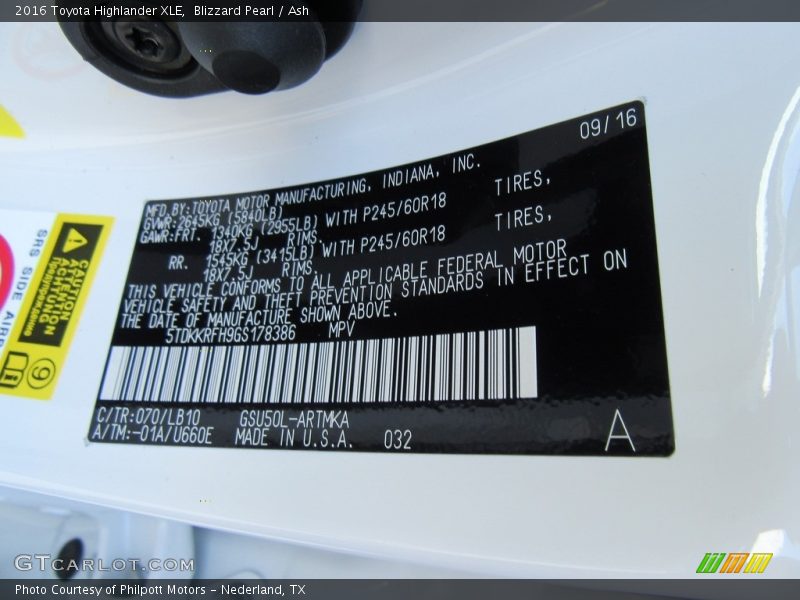 2016 Toyota Highlander XLE, Blizzard Pearl / Ash
09/16
MFD.BY:TOYOTA MOTOR MANUFACTURING, INDIANA, INC.
GVWR:2645KG (5840LB)
GAWR:FRT. 1340KG (2955LB) WITH P245/60R18 TIRES,
18X7.5J RIMS.
RR. 1545KG (3415LB) WITH P245/60R18 TIRES,
18X7.5J RIMS.
THIS VEHICLE CONFORMS TO ALL APPLICABLE FEDERAL MOTOR
VEHICLE SAFETY AND THEFT PREVENTION STANDARDS IN EFFECT ON
THE DATE OF MANUFACTURE SHOWN ABOVE.
5TDKKRFH9GS178386 MPV
C/TR:070/LB10 GSU50L-ARTMKA
A/TM:-01A/U660E MADE IN U.S.A. 032
A
SRS SIDE AIRB
CAUTION
ATTENTION
9
GTCARLOT.COM
Photo Courtesy of Philpott Motors - Nederland, TX